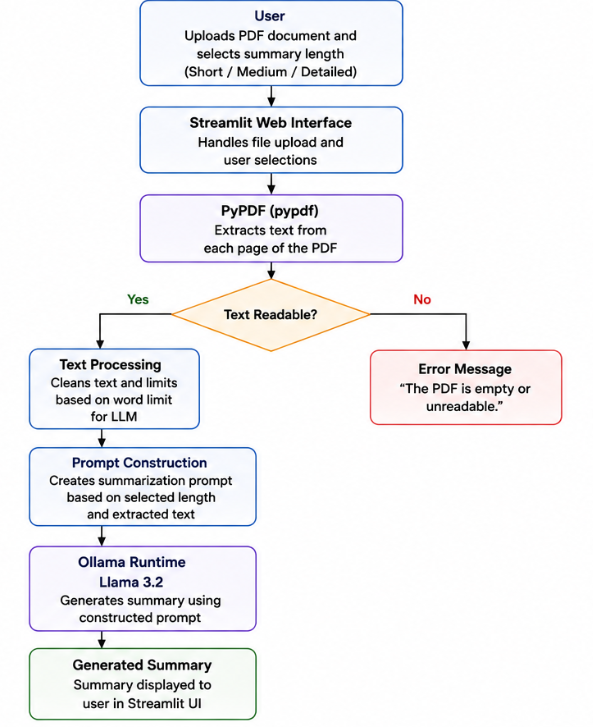 User
Uploads PDF document and
selects summary length
(Short / Medium / Detailed)
Streamlit Web Interface
Handles file upload and
user selections
PyPDF (pypdf)
Extracts text from
each page of the PDF
Text Readable?
Yes
No
Text Processing
Cleans text and limits
based on word limit
for LLM
Error Message
“The PDF is empty or
unreadable.”
Prompt Construction
Creates summarization prompt
based on selected length
and extracted text
Ollama Runtime
Llama 3.2
Generates summary using
constructed prompt
Generated Summary
Summary displayed to
user in Streamlit UI